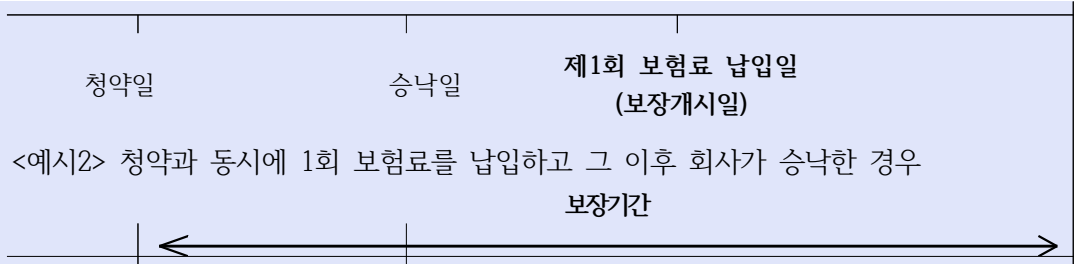 청약일 승낙일 제1회 보험료 납입일
(보장개시일)
<예시2> 청약과 동시에 1회 보험료를 납입하고 그 이후 회사가 승낙한 경우
보장기간